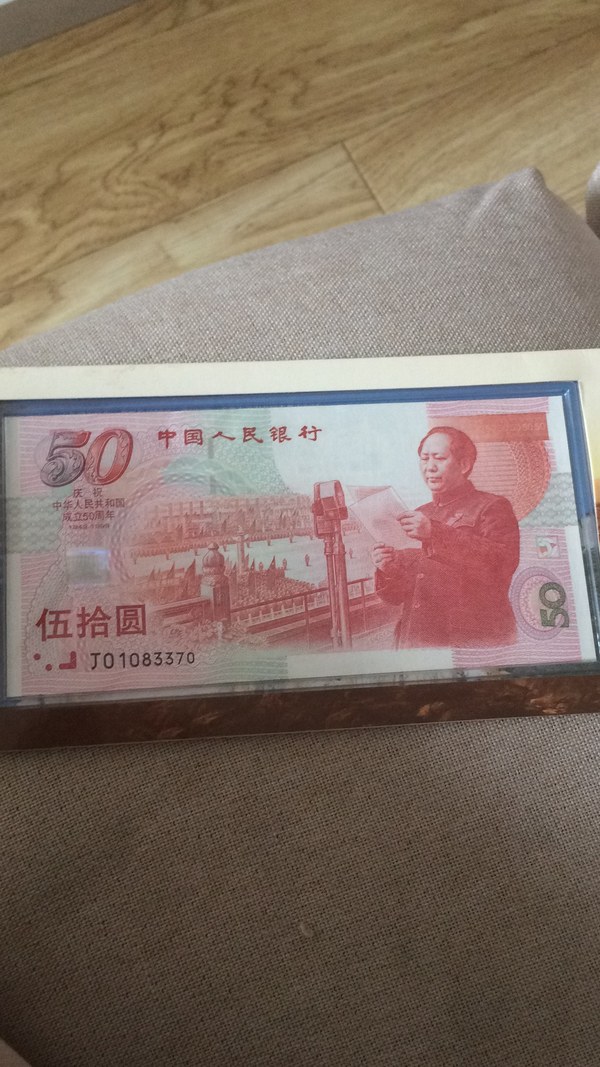 50
中国人民银行
庆祝
中华人民共和国
成立50周年
伍拾圆
J01083370
50